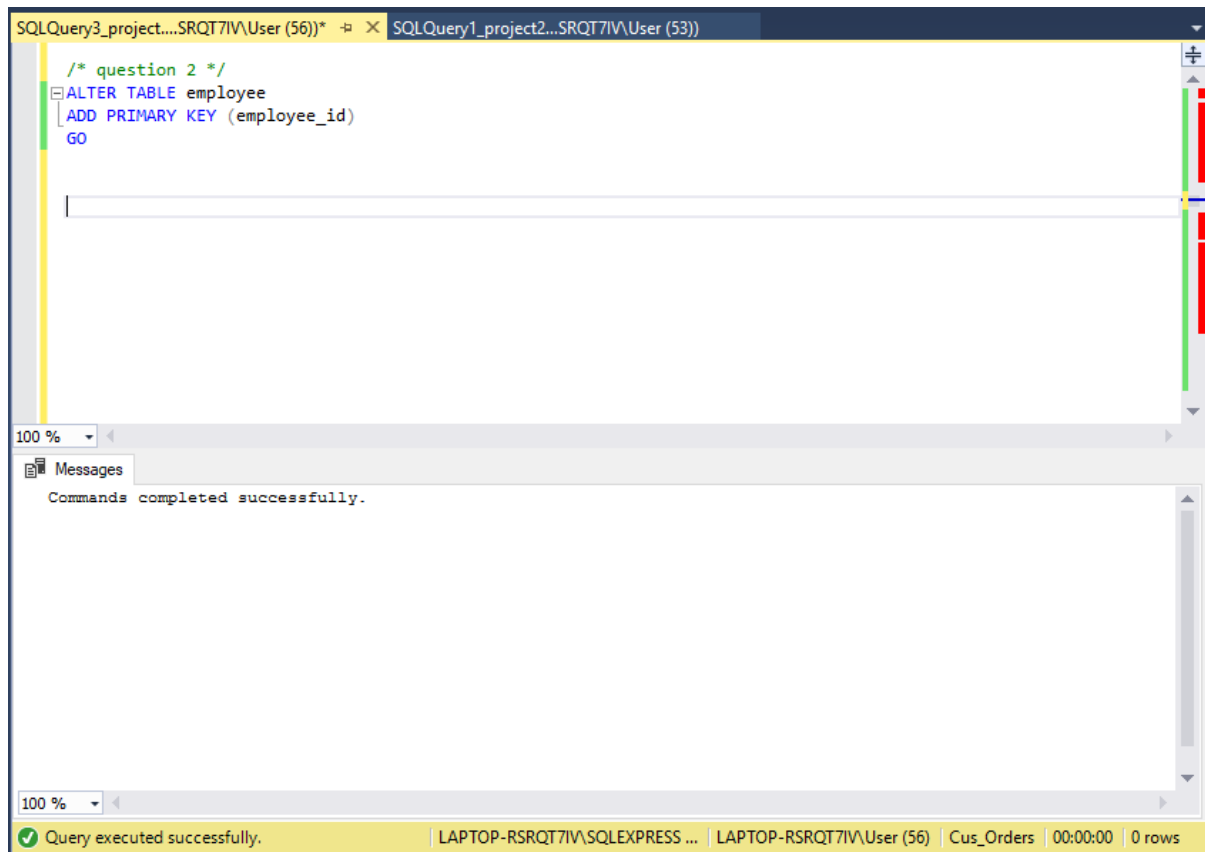 SQLQuery3_project....SRQT7IV\User (56))* SQLQuery1_project2...SRQT7IV\User (53))
/* question 2 */
ALTER TABLE employee
ADD PRIMARY KEY (employee_id)
GO
100 %
Messages
Commands completed successfully.
100 %
Query executed successfully. LAPTOP-RSRQT7IV\SQLEXPRESS ... LAPTOP-RSRQT7IV\User (56) Cus_Orders 00:00:00 0 rows